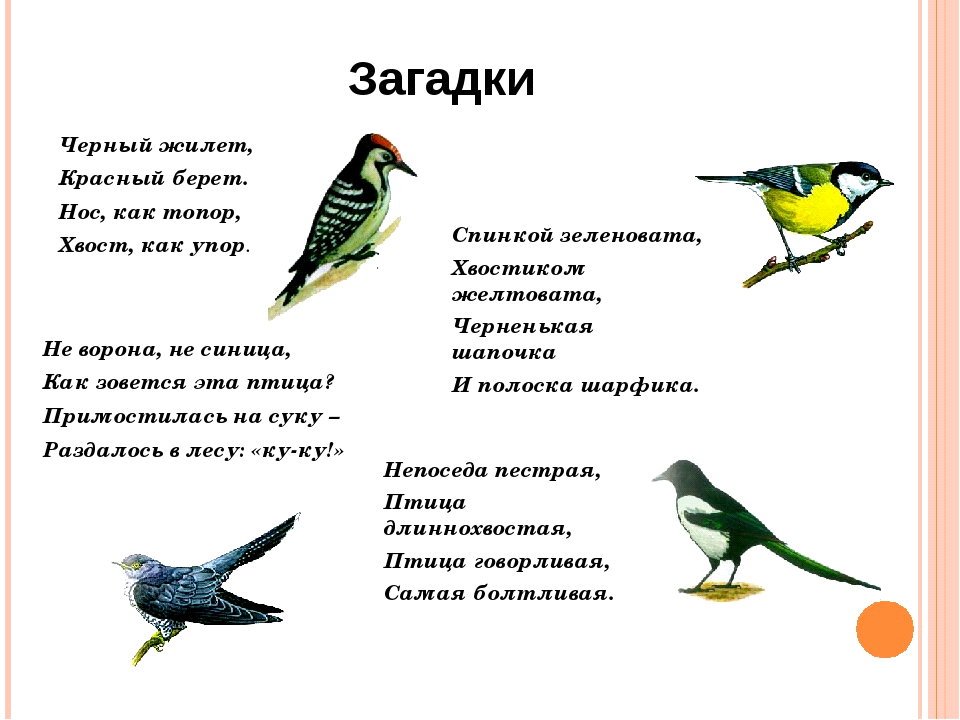 Загадки
Черный жилет,
Красный берет.
Нос, как топор,
Хвост, как упор.
Спинкой зеленовата,
Хвостиком
желтовата,
Черненькая
шапочка
И полоска шарфика.
Не ворона, не синица,
Как зовется эта птица?
Примостилась на суку –
Раздалось в лесу: «ку-ку!»
Непоседа пестрая,
Птица
длиннохвостая,
Птица говорливая,
Самая болтливая.